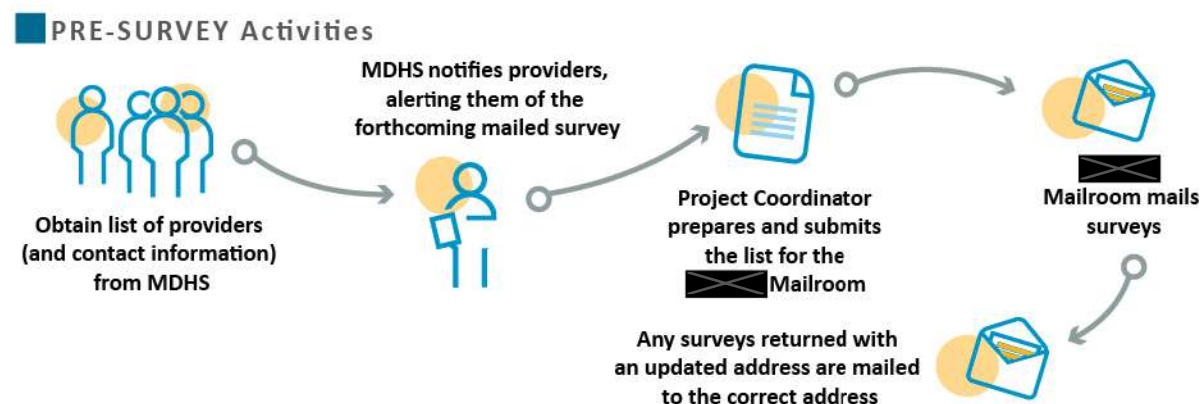 PRE-SURVEY Activities
Obtain list of providers
(and contact information)
from MDHS
MDHS notifies providers,
alerting them of the
forthcoming mailed survey
Project Coordinator
prepares and submits
the list for the
Mailroom
Mailroom mails
surveys
Any surveys returned with
an updated address are mailed
to the correct address